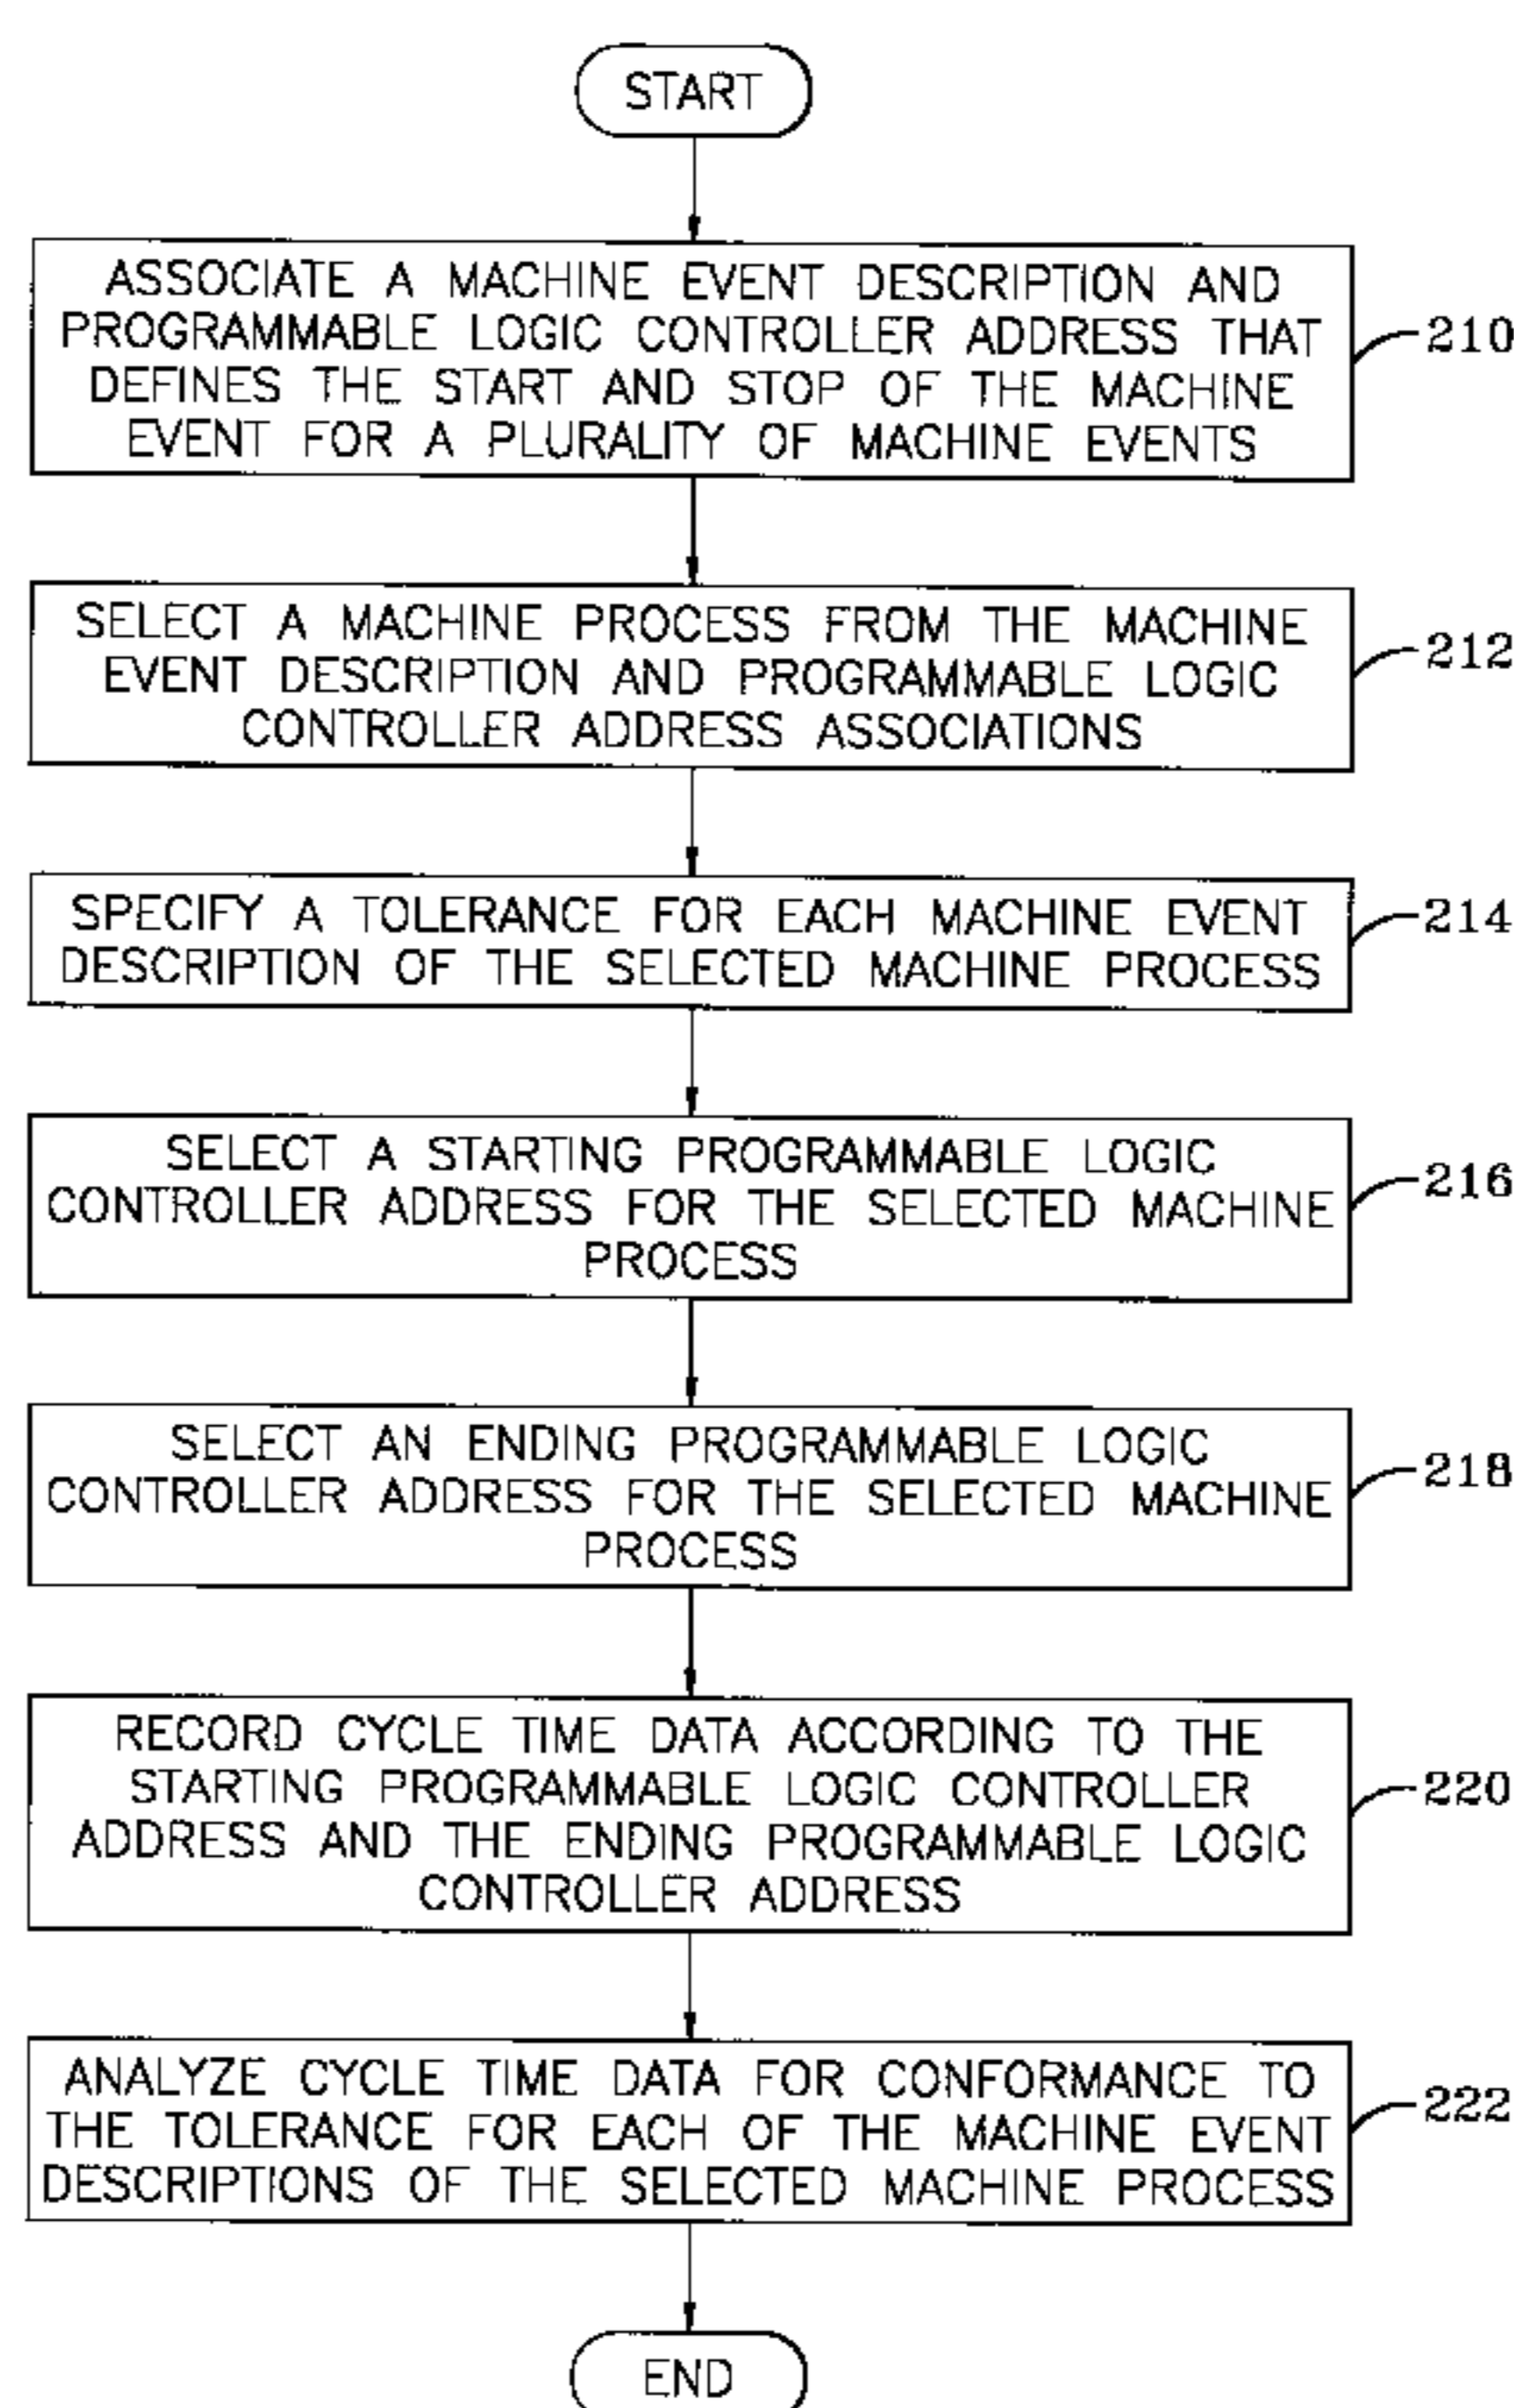 START
ASSOCIATE A MACHINE EVENT DESCRIPTION AND
PROGRAMMABLE LOGIC CONTROLLER ADDRESS THAT
DEFINES THE START AND STOP OF THE MACHINE
EVENT FOR A PLURALITY OF MACHINE EVENTS
210
SELECT A MACHINE PROCESS FROM THE MACHINE
EVENT DESCRIPTION AND PROGRAMMABLE LOGIC
CONTROLLER ADDRESS ASSOCIATIONS
212
SPECIFY A TOLERANCE FOR EACH MACHINE EVENT
DESCRIPTION OF THE SELECTED MACHINE PROCESS
214
SELECT A STARTING PROGRAMMABLE LOGIC
CONTROLLER ADDRESS FOR THE SELECTED MACHINE
PROCESS
216
SELECT AN ENDING PROGRAMMABLE LOGIC
CONTROLLER ADDRESS FOR THE SELECTED MACHINE
PROCESS
218
RECORD CYCLE TIME DATA ACCORDING TO THE
STARTING PROGRAMMABLE LOGIC CONTROLLER
ADDRESS AND THE ENDING PROGRAMMABLE LOGIC
CONTROLLER ADDRESS
220
ANALYZE CYCLE TIME DATA FOR CONFORMANCE TO
THE TOLERANCE FOR EACH OF THE MACHINE EVENT
DESCRIPTIONS OF THE SELECTED MACHINE PROCESS
222
END